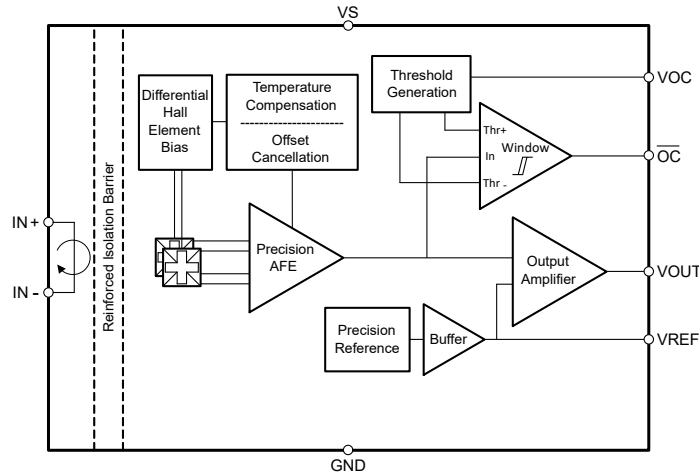 VS
Differential
Hall
Element
Bias
Temperature
Compensation
Offset
Cancellation
Threshold
Generation
VOC
Thr+
Window
In
Thr -
OC
Reinforced Isolation Barrier
IN+
IN -
Precision
AFE
Output
Amplifier
VOUT
Precision
Reference
Buffer
VREF
GND